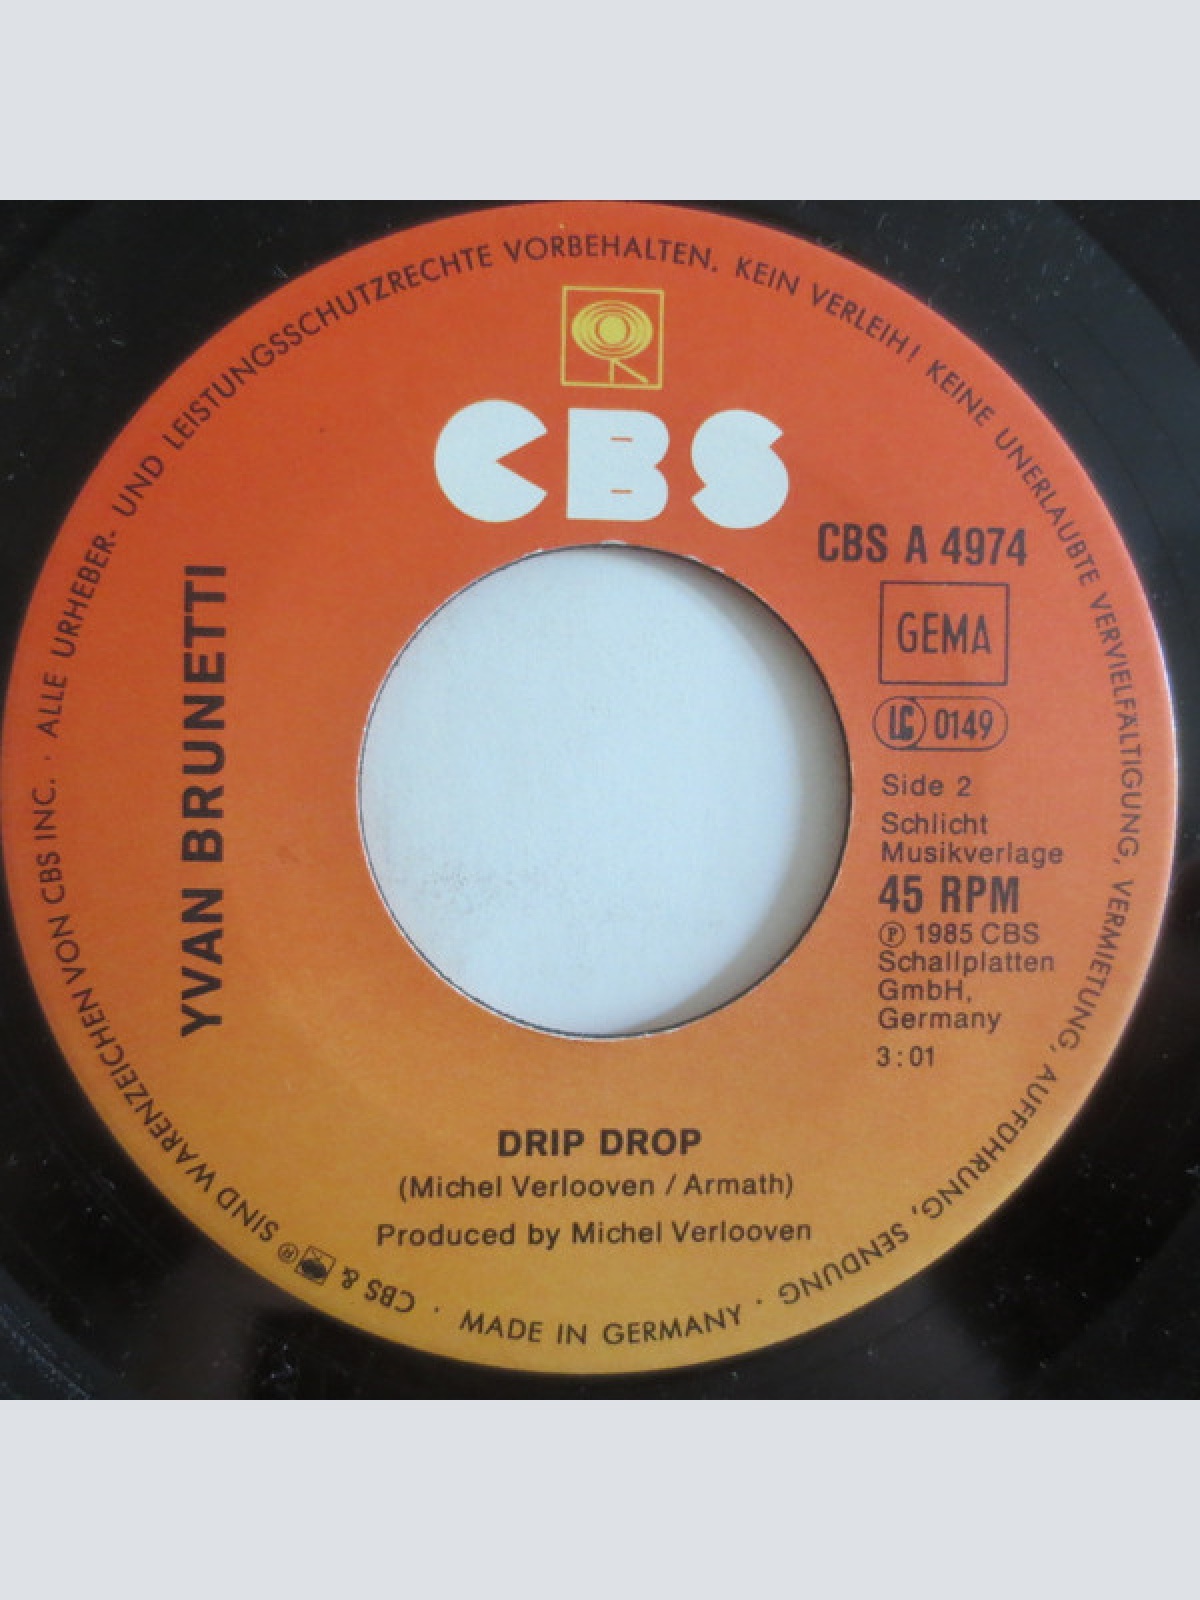 ALLE URHEBER- UND LEISTUNGSSCHUTZRECHTE VORBEHALTEN. KEIN VERLEIH! KEINE UNERLAUBTE VERVIELFÄLTIGUNG, VERMIETUNG, AUFFÜHRUNG, SENDUNG · MADE IN GERMANY · CBS & ® SIND WARENZEICHEN VON CBS INC. ·
CBS
CBS A 4974
GEMA
LC 0149
Side 2
Schlicht
Musikverlage
45 RPM
Ⓟ 1985 CBS
Schallplatten
GmbH,
Germany
3:01
YVAN BRUNETTI
DRIP DROP
(Michel Verlooven / Armath)
Produced by Michel Verlooven